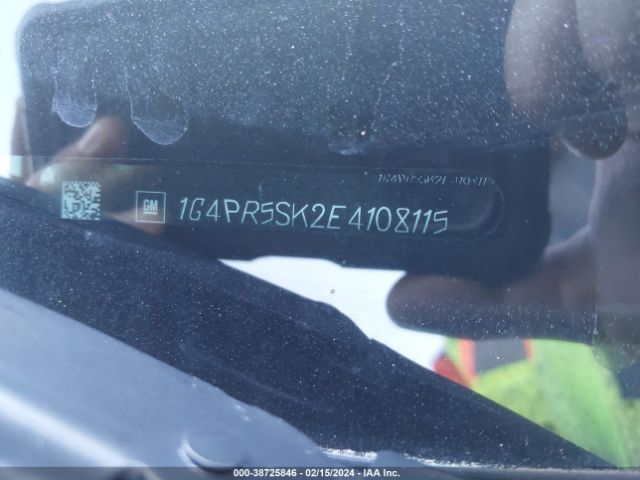 GM 1G4PR5SK2E4108115
000-38725846 - 02/15/2024 - IAA Inc.